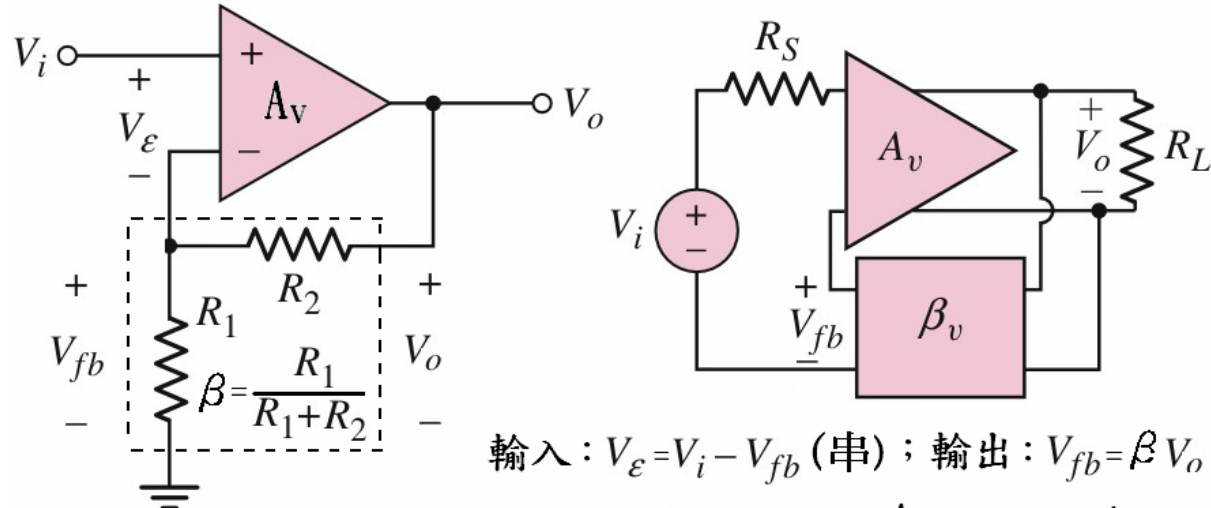 V_i
+
V_ε
−
+
A_v
−
V_o
R_2
R_1
+
V_fb
−
+
V_o
−
β = R_1 / (R_1+R_2)
R_S
A_v
+
V_o
−
R_L
V_i
+
−
+
V_fb
−
β_v
輸入：V_ε=V_i−V_fb (串)；輸出：V_fb=β V_o